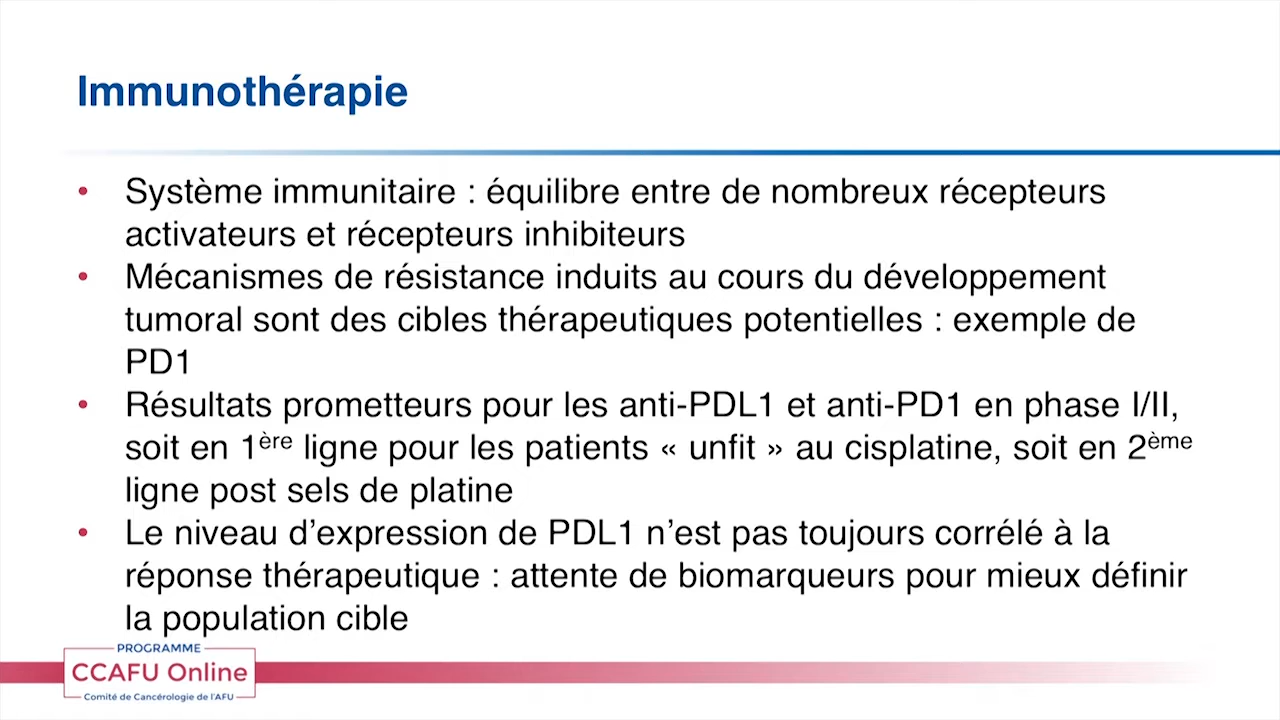 Immunothérapie
• Système immunitaire : équilibre entre de nombreux récepteurs
activateurs et récepteurs inhibiteurs
• Mécanismes de résistance induits au cours du développement
tumoral sont des cibles thérapeutiques potentielles : exemple de
PD1
• Résultats prometteurs pour les anti-PDL1 et anti-PD1 en phase I/II,
soit en 1ère ligne pour les patients « unfit » au cisplatine, soit en 2ème
ligne post sels de platine
• Le niveau d’expression de PDL1 n’est pas toujours corrélé à la
réponse thérapeutique : attente de biomarqueurs pour mieux définir
la population cible
PROGRAMME
CCAFU Online
Comité de Cancérologie de l'AFU